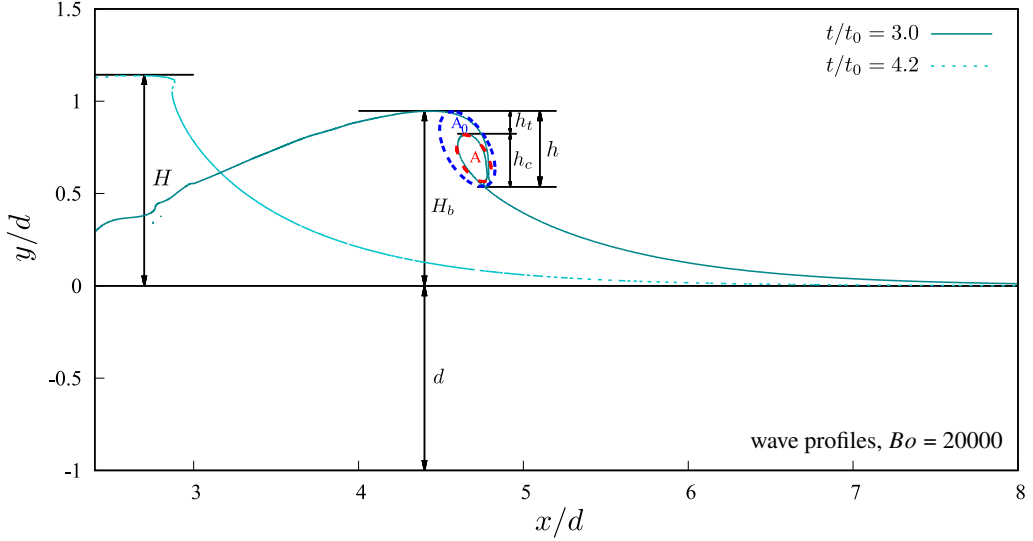 1.5
t/t₀ = 3.0
t/t₀ = 4.2
1
A₀
hₜ
A
h_c
h
H
0.5
H_b
y/d
0
d
-0.5
wave profiles, Bo = 20000
-1
3
4
5
6
7
8
x/d